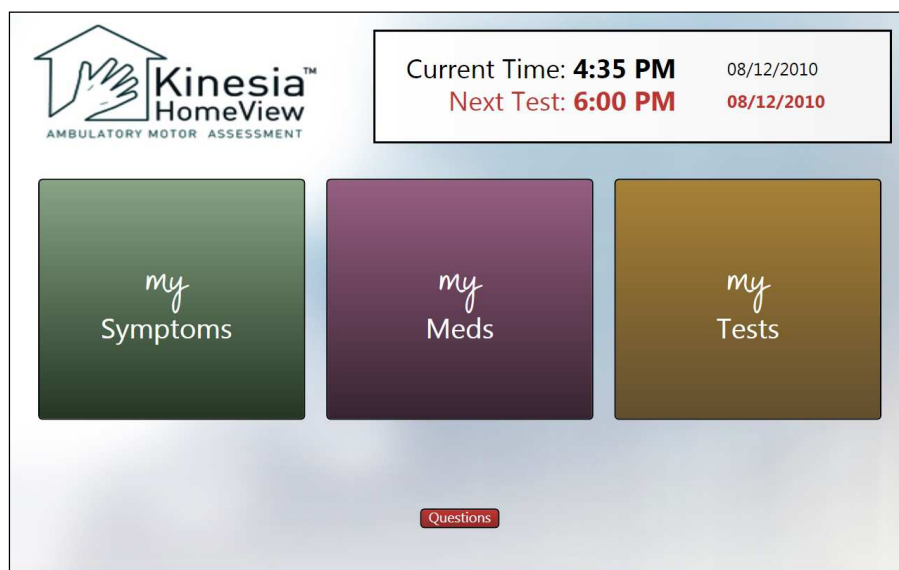 Kinesia™
HomeView
AMBULATORY MOTOR ASSESSMENT
Current Time: 4:35 PM 08/12/2010
Next Test: 6:00 PM 08/12/2010
my
Symptoms
my
Meds
my
Tests
Questions